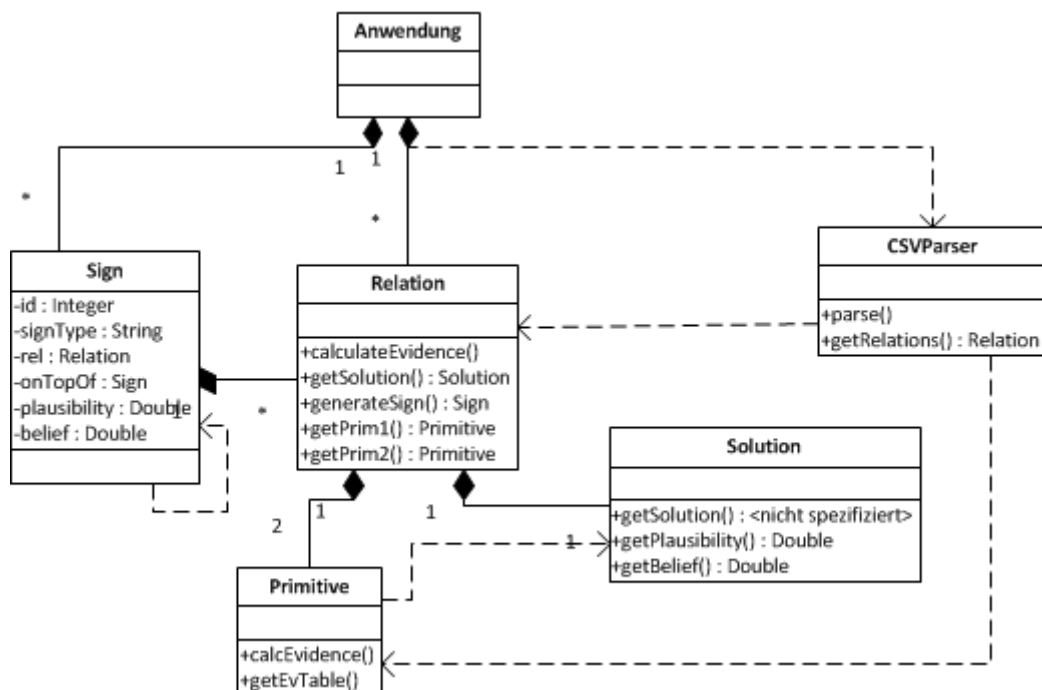 Anwendung
1
1
*
*
Sign
-id : Integer
-signType : String
-rel : Relation
-onTopOf : Sign
-plausibility : Double
-belief : Double
1
*
Relation
+calculateEvidence()
+getSolution() : Solution
+generateSign() : Sign
+getPrim1() : Primitive
+getPrim2() : Primitive
CSVParser
+parse()
+getRelations() : Relation
1
2
1
1
Solution
+getSolution() : <nicht spezifiziert>
+getPlausibility() : Double
+getBelief() : Double
Primitive
+calcEvidence()
+getEvTable()